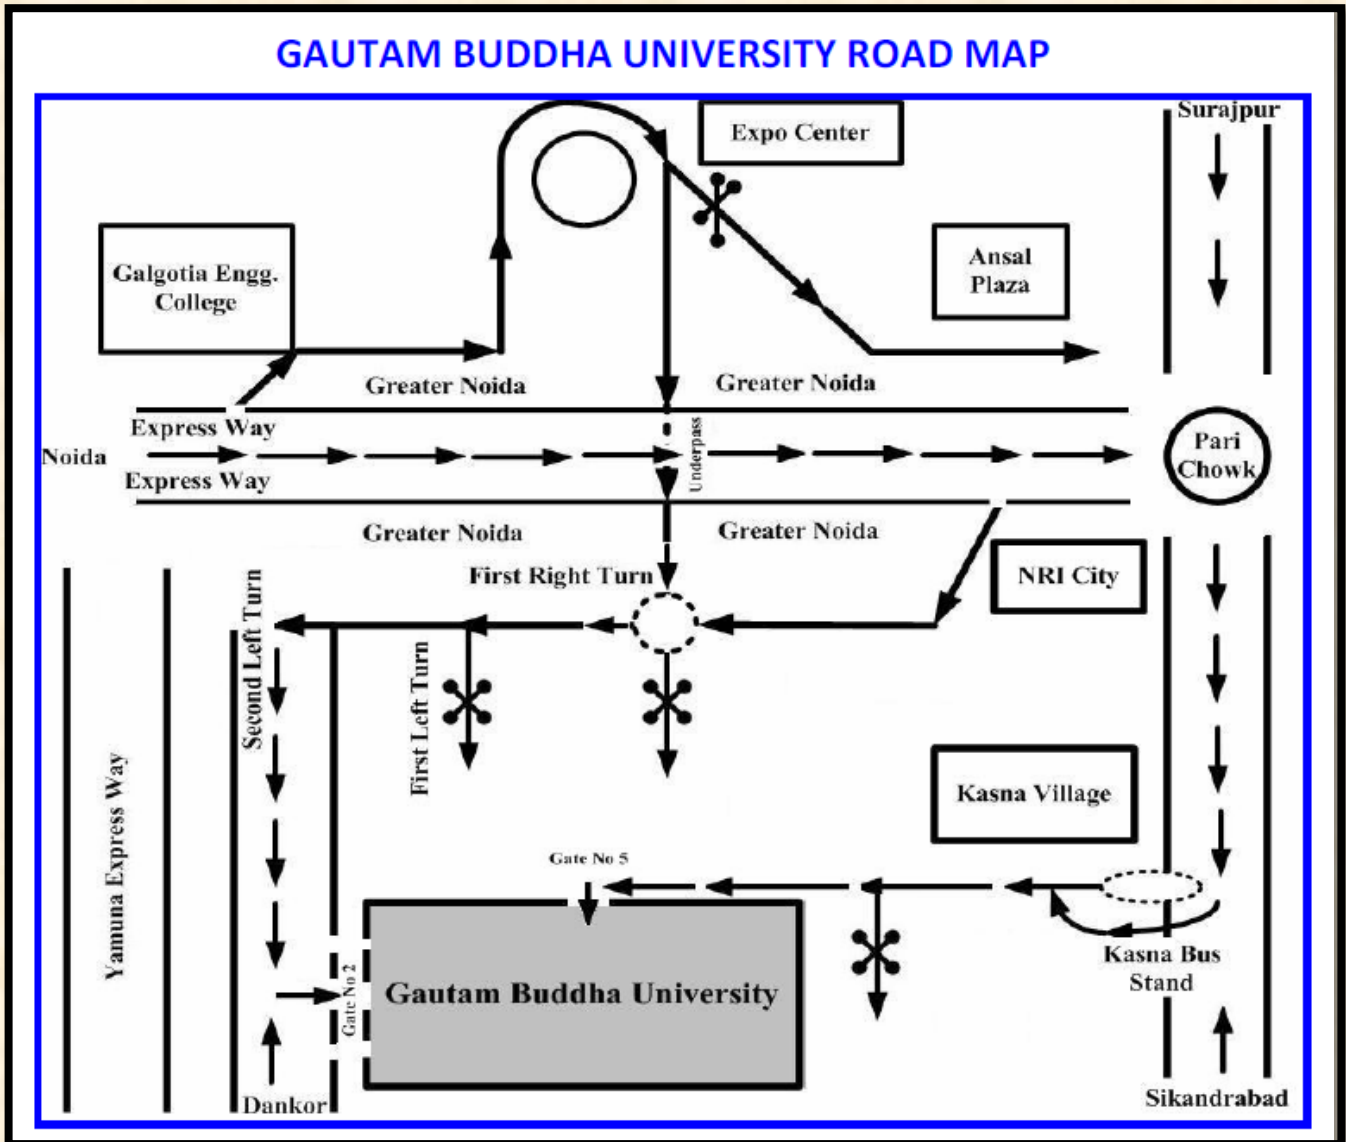 GAUTAM BUDDHA UNIVERSITY ROAD MAP
Surajpur
Expo Center
Galgotia Engg.
College
Ansal
Plaza
Greater Noida
Greater Noida
Express Way
Noida
Express Way
Underpass
Pari
Chowk
Greater Noida
Greater Noida
First Right Turn
NRI City
Second Left Turn
First Left Turn
Yamuna Express Way
Kasna Village
Gate No 5
Kasna Bus
Stand
Gate No 2
Gautam Buddha University
Dankor
Sikandrabad